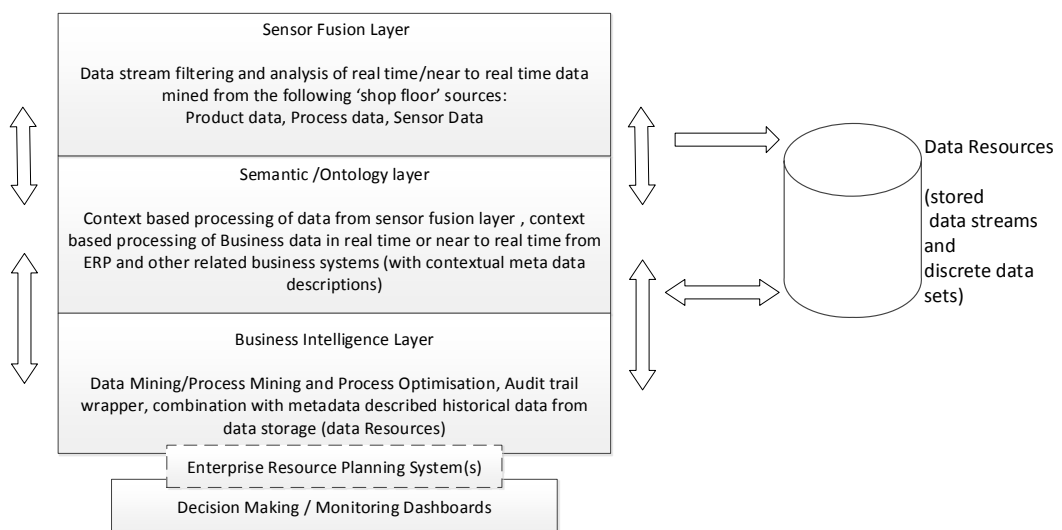 Sensor Fusion Layer
Data stream filtering and analysis of real time/near to real time data
mined from the following ‘shop floor’ sources:
Product data, Process data, Sensor Data
Semantic /Ontology layer
Context based processing of data from sensor fusion layer , context
based processing of Business data in real time or near to real time from
ERP and other related business systems (with contextual meta data
descriptions)
Business Intelligence Layer
Data Mining/Process Mining and Process Optimisation, Audit trail
wrapper, combination with metadata described historical data from
data storage (data Resources)
Enterprise Resource Planning System(s)
Decision Making / Monitoring Dashboards
Data Resources
(stored
data streams
and
discrete data
sets)